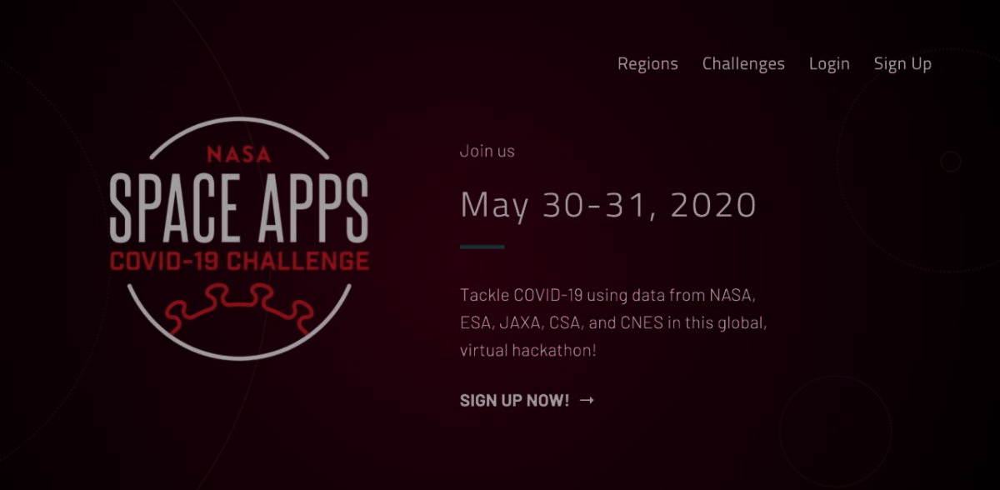 Regions Challenges Login Sign Up
NASA
SPACE APPS
COVID-19 CHALLENGE
Join us
May 30-31, 2020
Tackle COVID-19 using data from NASA,
ESA, JAXA, CSA, and CNES in this global,
virtual hackathon!
SIGN UP NOW! →